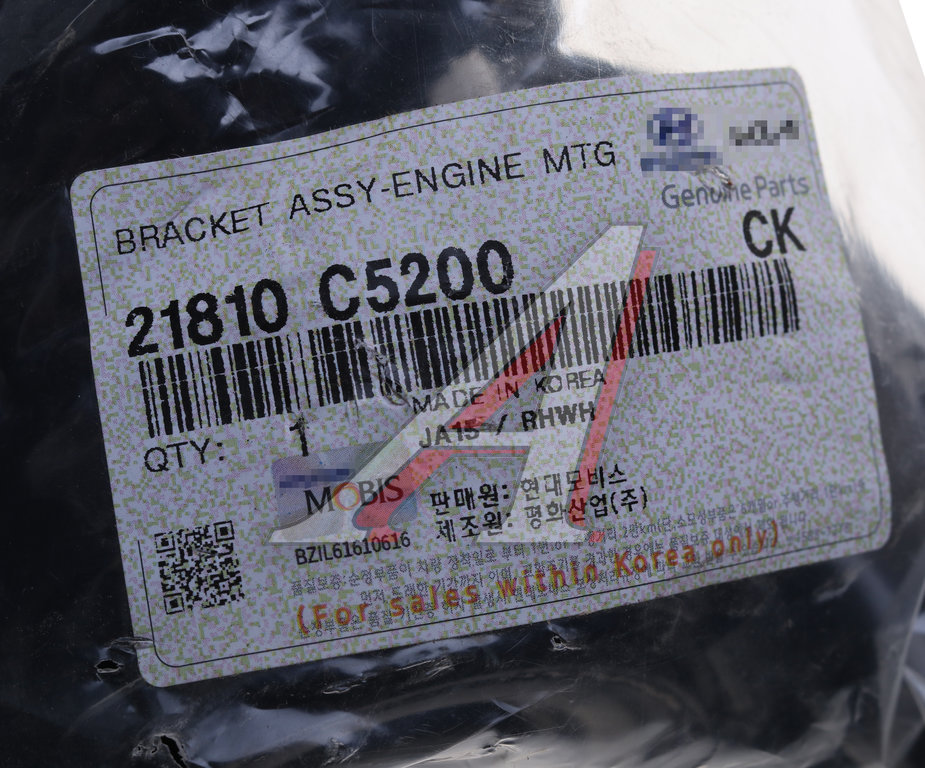 BRACKET ASSY-ENGINE MTG
Genuine Parts
21810 C5200
CK
MADE IN KOREA
QTY: 1
JA15 / RHWH
MOBIS
판매원: 현대모비스
제조원: 평화산업(주)
BZIL61610616
(For sales within Korea only)